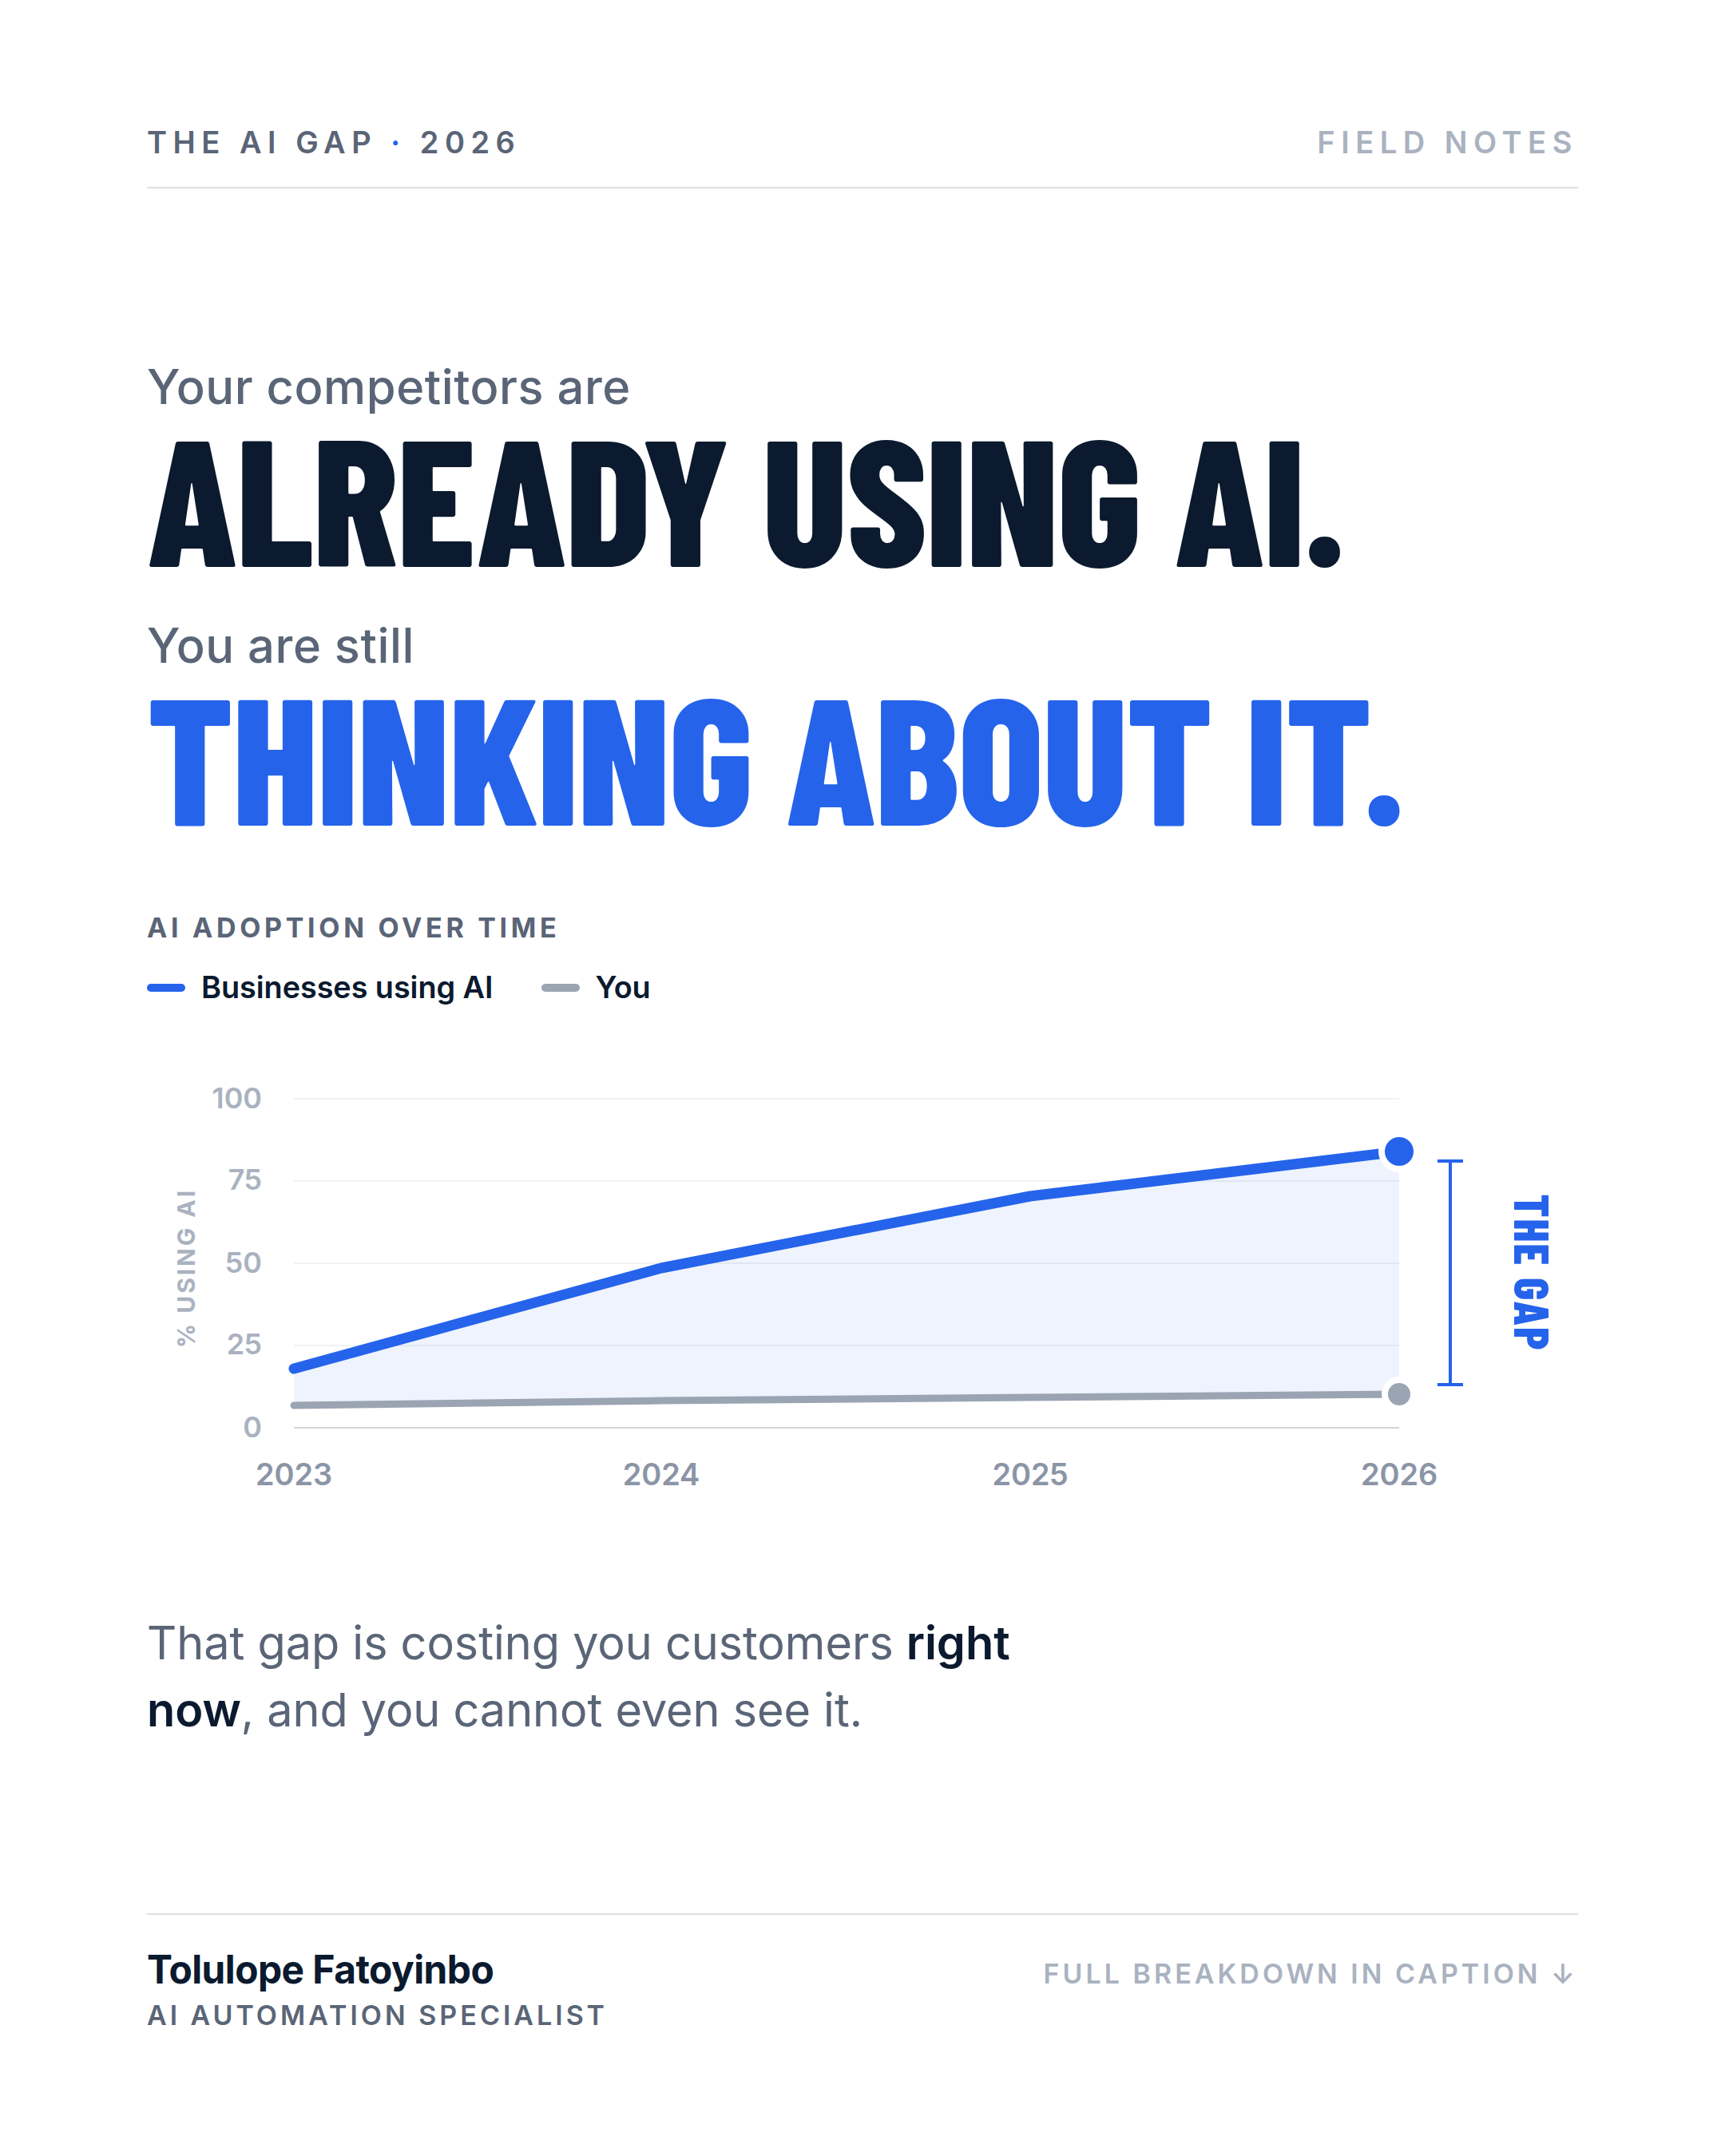 THE AI GAP · 2026
FIELD NOTES
Your competitors are
ALREADY USING AI.
You are still
THINKING ABOUT IT.
AI ADOPTION OVER TIME
Businesses using AI
You
100
75
50
25
0
% USING AI
2023
2024
2025
2026
THE GAP
That gap is costing you customers right
now, and you cannot even see it.
Tolulope Fatoyinbo
AI AUTOMATION SPECIALIST
FULL BREAKDOWN IN CAPTION ↓